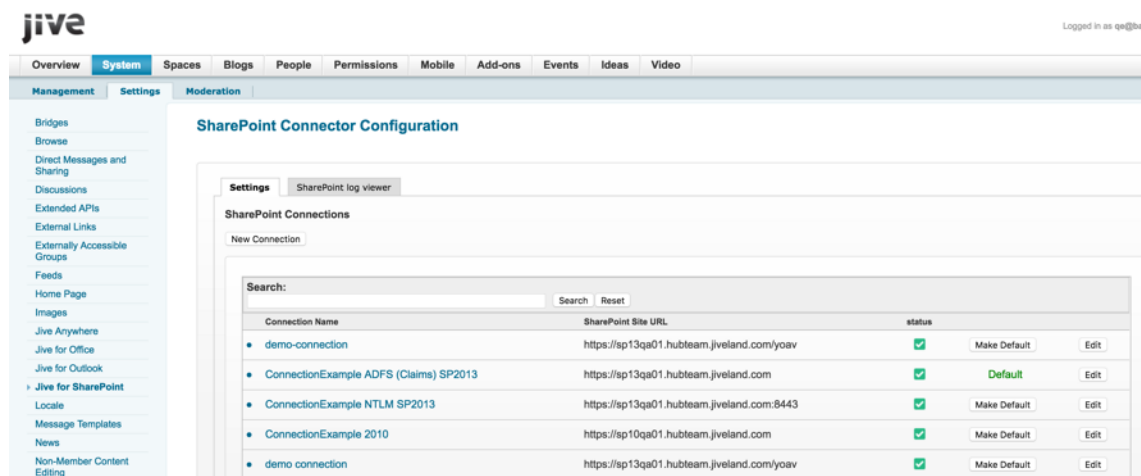 jive
Logged in as qa@ba
Overview System Spaces Blogs People Permissions Mobile Add-ons Events Ideas Video
Management Settings Moderation
Bridges
Browse
Direct Messages and
Sharing
Discussions
Extended APIs
External Links
Externally Accessible
Groups
Feeds
Home Page
Images
Jive Anywhere
Jive for Office
Jive for Outlook
Jive for SharePoint
Locale
Message Templates
News
Non-Member Content
Editing
SharePoint Connector Configuration
Settings SharePoint log viewer
SharePoint Connections
New Connection
Search:
Search Reset
Connection Name SharePoint Site URL status
demo-connection https://sp13qa01.hubteam.jiveland.com/yoav Make Default Edit
ConnectionExample ADFS (Claims) SP2013 https://sp13qa01.hubteam.jiveland.com Default Edit
ConnectionExample NTLM SP2013 https://sp13qa01.hubteam.jiveland.com:8443 Make Default Edit
ConnectionExample 2010 https://sp10qa01.hubteam.jiveland.com Make Default Edit
demo connection https://sp13qa01.hubteam.jiveland.com/yoav Make Default Edit